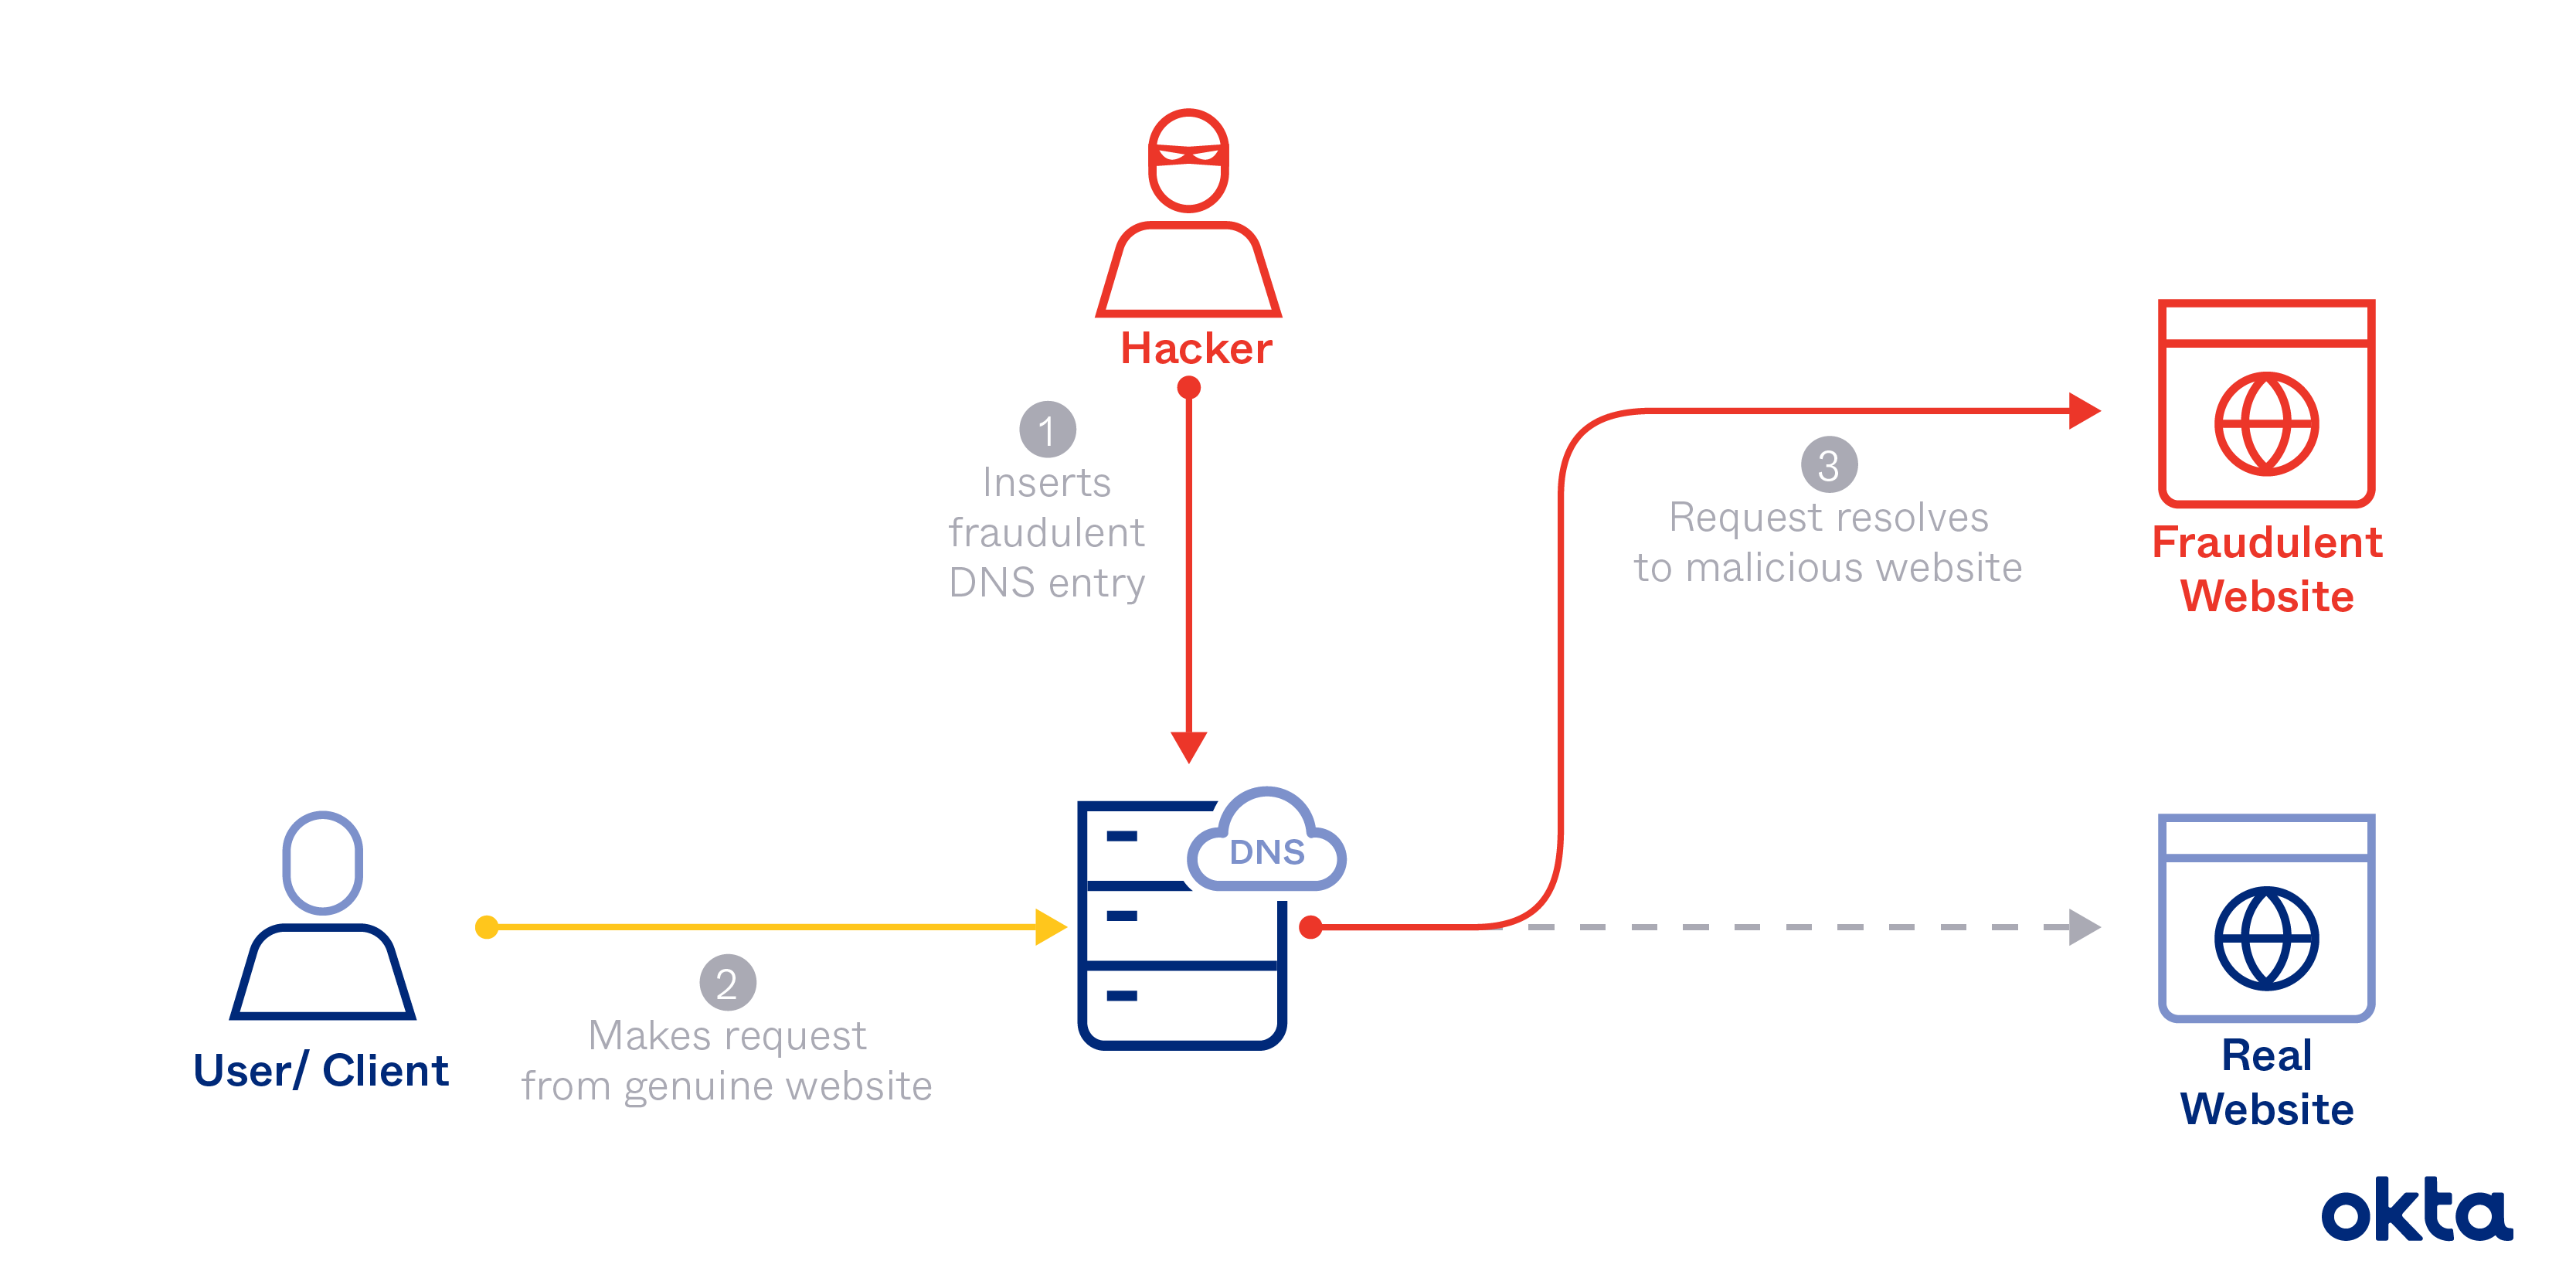 Hacker
1
Inserts
fraudulent
DNS entry
3
Request resolves
to malicious website
Fraudulent
Website
DNS
User/ Client
2
Makes request
from genuine website
Real
Website
okta